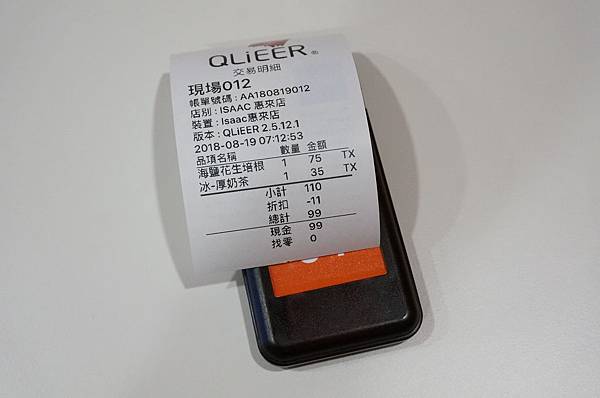 QLiEER ®
交易明細
現場012
帳單號碼 : AA180819012
店別 : ISAAC 惠來店
裝置 : Isaac惠來店
版本 : QLiEER 2.5.12.1
2018-08-19 07:12:53
品項名稱 數量 金額
海鹽花生培根 1 75 TX
冰-厚奶茶 1 35 TX
小計 110
折扣 -11
總計 99
現金 99
找零 0